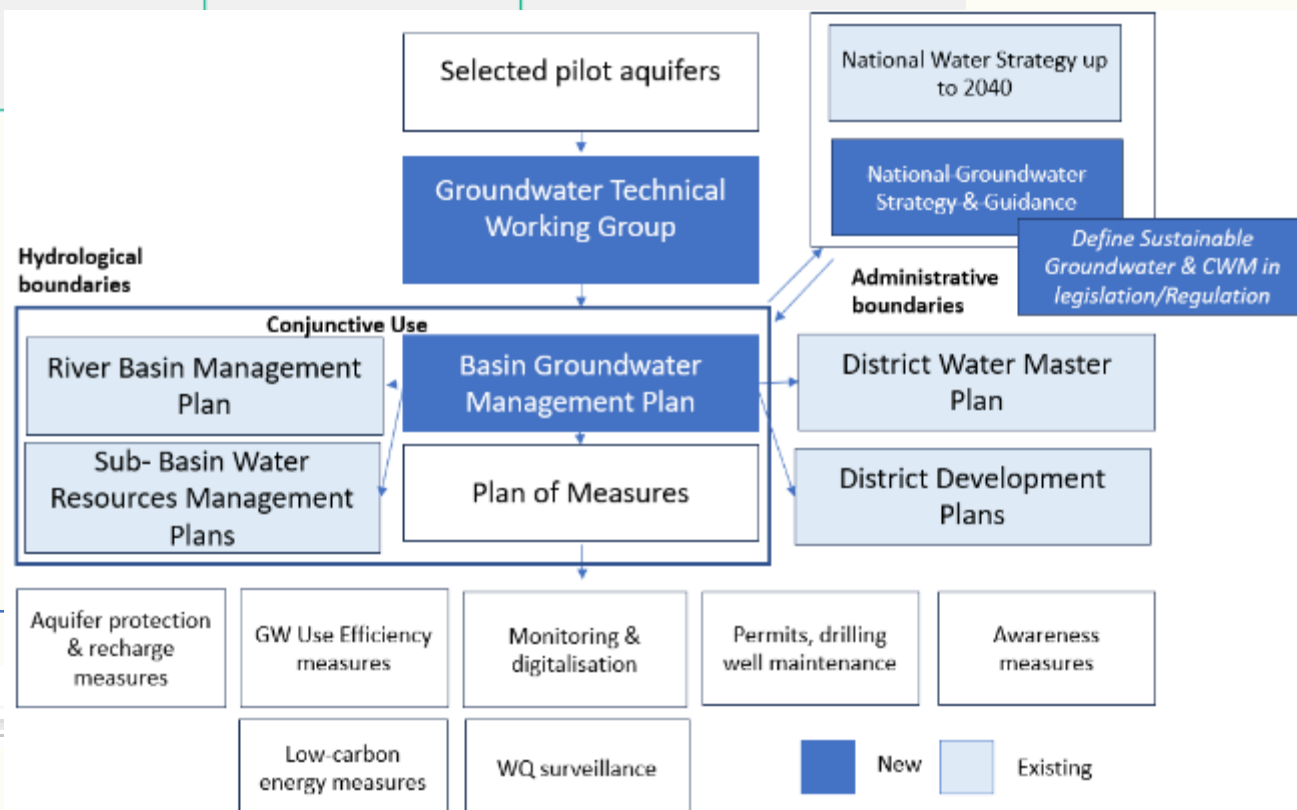 Selected pilot aquifers
National Water Strategy up
to 2040
Groundwater Technical
Working Group
National Groundwater
Strategy & Guidance
Define Sustainable
Groundwater & CWM in
legislation/Regulation
Hydrological
boundaries
Administrative
boundaries
Conjunctive Use
River Basin Management
Plan
Basin Groundwater
Management Plan
District Water Master
Plan
Sub- Basin Water
Resources Management
Plans
Plan of Measures
District Development
Plans
Aquifer protection
& recharge
measures
GW Use Efficiency
measures
Monitoring &
digitalisation
Permits, drilling
well maintenance
Awareness
measures
Low-carbon
energy measures
WQ surveillance
New
Existing